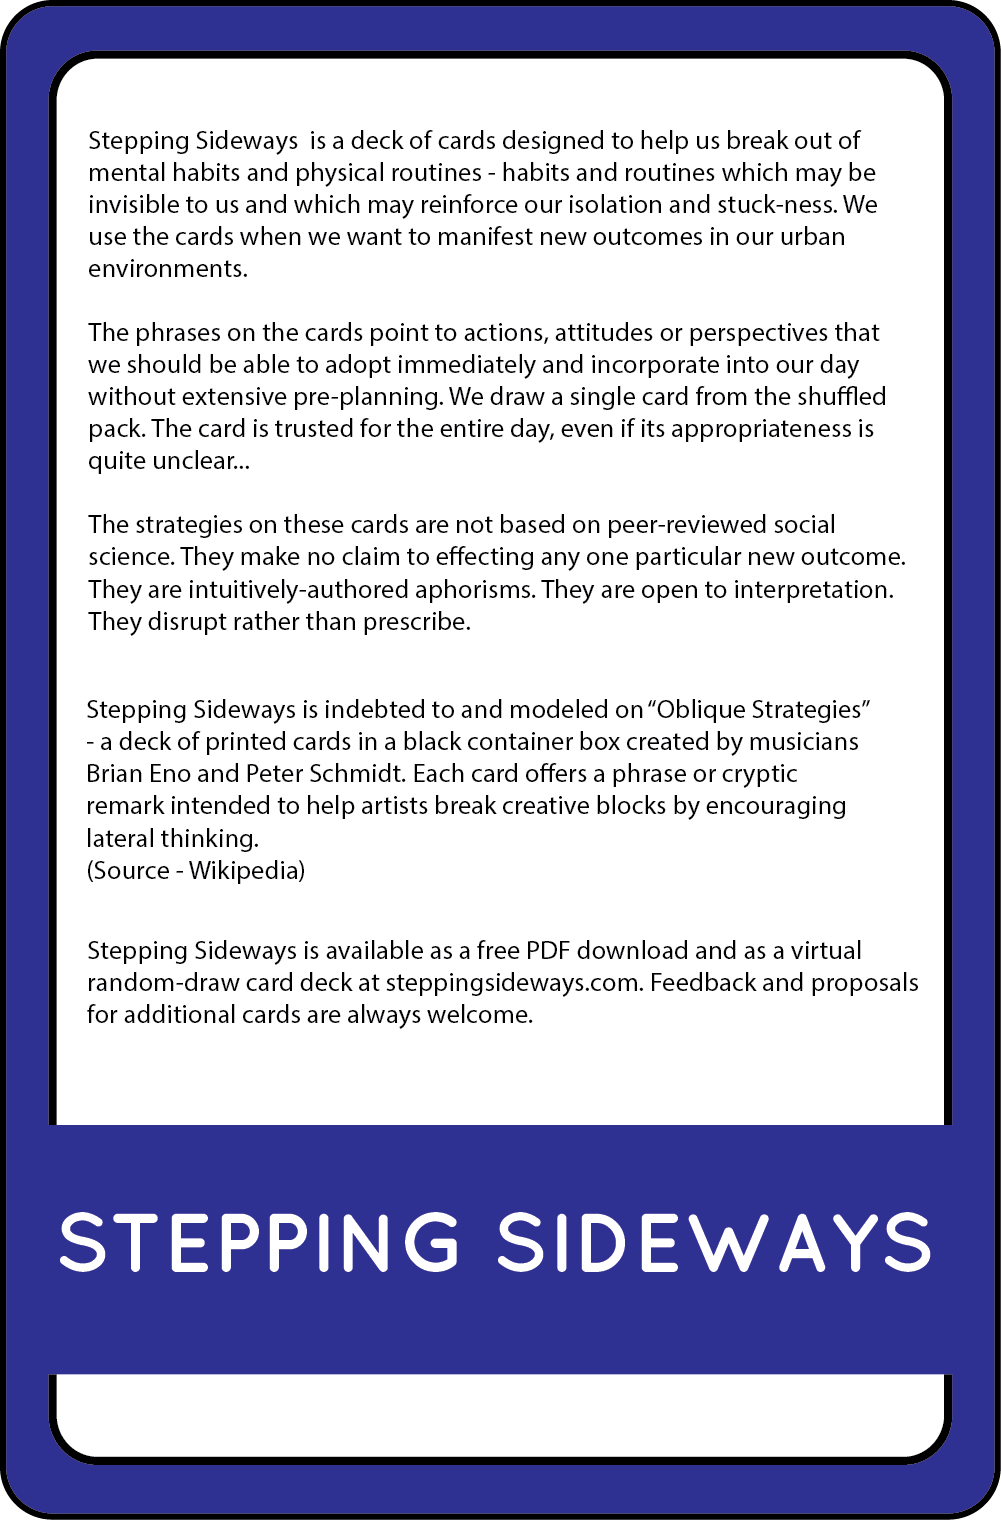 Stepping Sideways  is a deck of cards designed to help us break out of
mental habits and physical routines - habits and routines which may be
invisible to us and which may reinforce our isolation and stuck-ness. We
use the cards when we want to manifest new outcomes in our urban
environments.
The phrases on the cards point to actions, attitudes or perspectives that
we should be able to adopt immediately and incorporate into our day
without extensive pre-planning. We draw a single card from the shuffled
pack. The card is trusted for the entire day, even if its appropriateness is
quite unclear...
The strategies on these cards are not based on peer-reviewed social
science. They make no claim to effecting any one particular new outcome.
They are intuitively-authored aphorisms. They are open to interpretation.
They disrupt rather than prescribe.
Stepping Sideways is indebted to and modeled on “Oblique Strategies”
- a deck of printed cards in a black container box created by musicians
Brian Eno and Peter Schmidt. Each card offers a phrase or cryptic
remark intended to help artists break creative blocks by encouraging
lateral thinking.
(Source - Wikipedia)
Stepping Sideways is available as a free PDF download and as a virtual
random-draw card deck at steppingsideways.com. Feedback and proposals
for additional cards are always welcome.
STEPPING SIDEWAYS